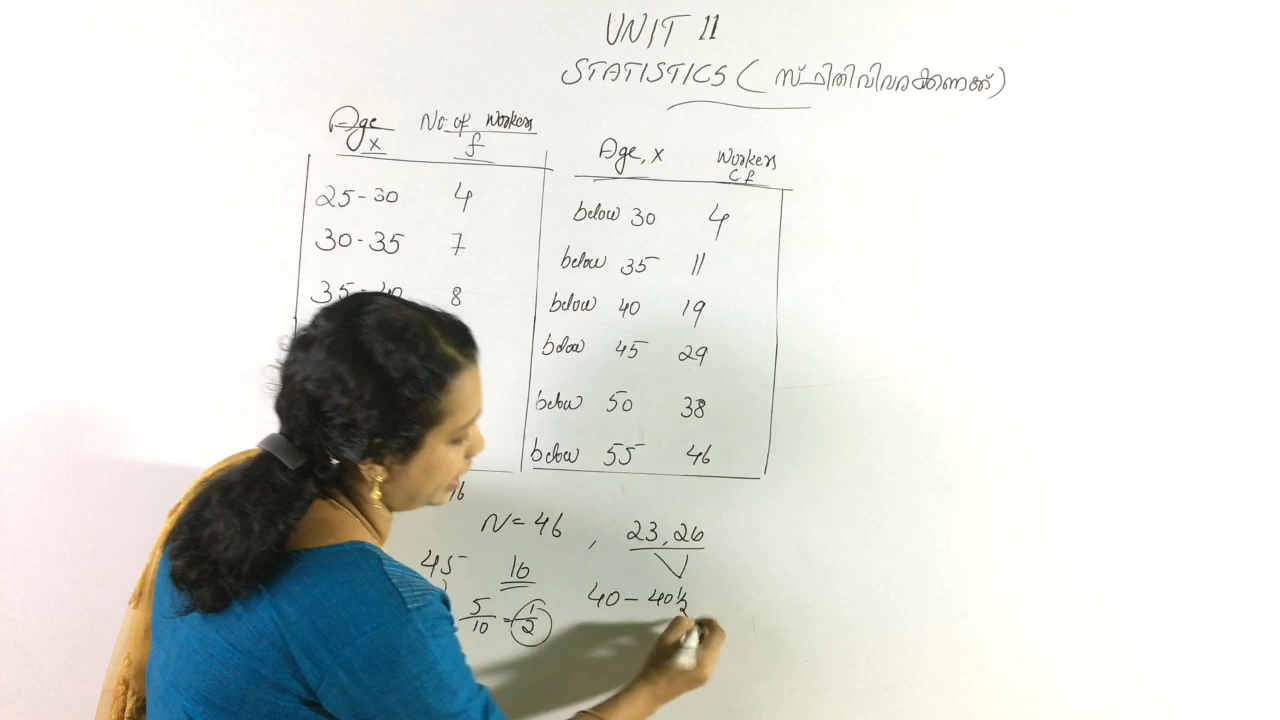 UNIT 11
STATISTICS ( സ്ഥിതിവിവരക്കണക്ക് )
Age No of workers
x f
25-30 4
30-35 7
35-40 8
Age, x Workers
c.f
below 30 4
below 35 11
below 40 19
below 45 29
below 50 38
below 55 46
N=46 , 23, 26
45 10
5/10 = 1/2
40-40½